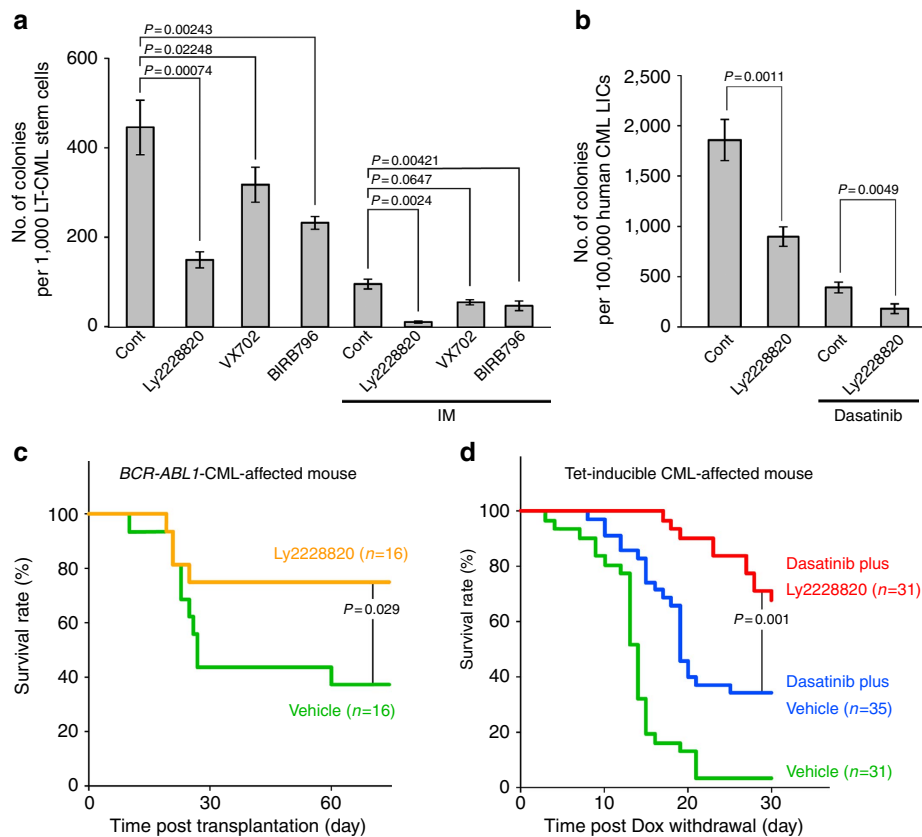 a
No. of colonies
per 1,000 LT-CML stem cells
600
400
200
0
P=0.00243
P=0.02248
P=0.00074
P=0.00421
P=0.0647
P=0.0024
Cont
Ly2228820
VX702
BIRB796
Cont
Ly2228820
VX702
BIRB796
IM
b
No. of colonies
per 100,000 human CML LICs
2,500
2,000
1,500
1,000
500
0
P=0.0011
P=0.0049
Cont
Ly2228820
Cont
Ly2228820
Dasatinib
c
BCR-ABL1-CML-affected mouse
Survival rate (%)
100
80
60
40
20
0
Ly2228820 (n=16)
P=0.029
Vehicle (n=16)
0
30
60
Time post transplantation (day)
d
Tet-inducible CML-affected mouse
Survival rate (%)
100
80
60
40
20
0
Dasatinib plus
Ly2228820 (n=31)
P=0.001
Dasatinib plus
Vehicle (n=35)
Vehicle (n=31)
0
10
20
30
Time post Dox withdrawal (day)